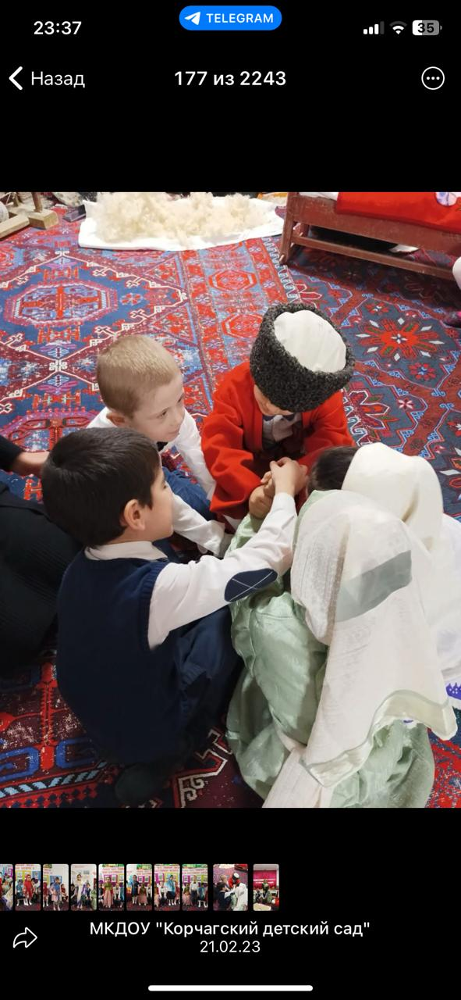 23:37
TELEGRAM
35
Назад
177 из 2243
МКДОУ "Корчагский детский сад"
21.02.23